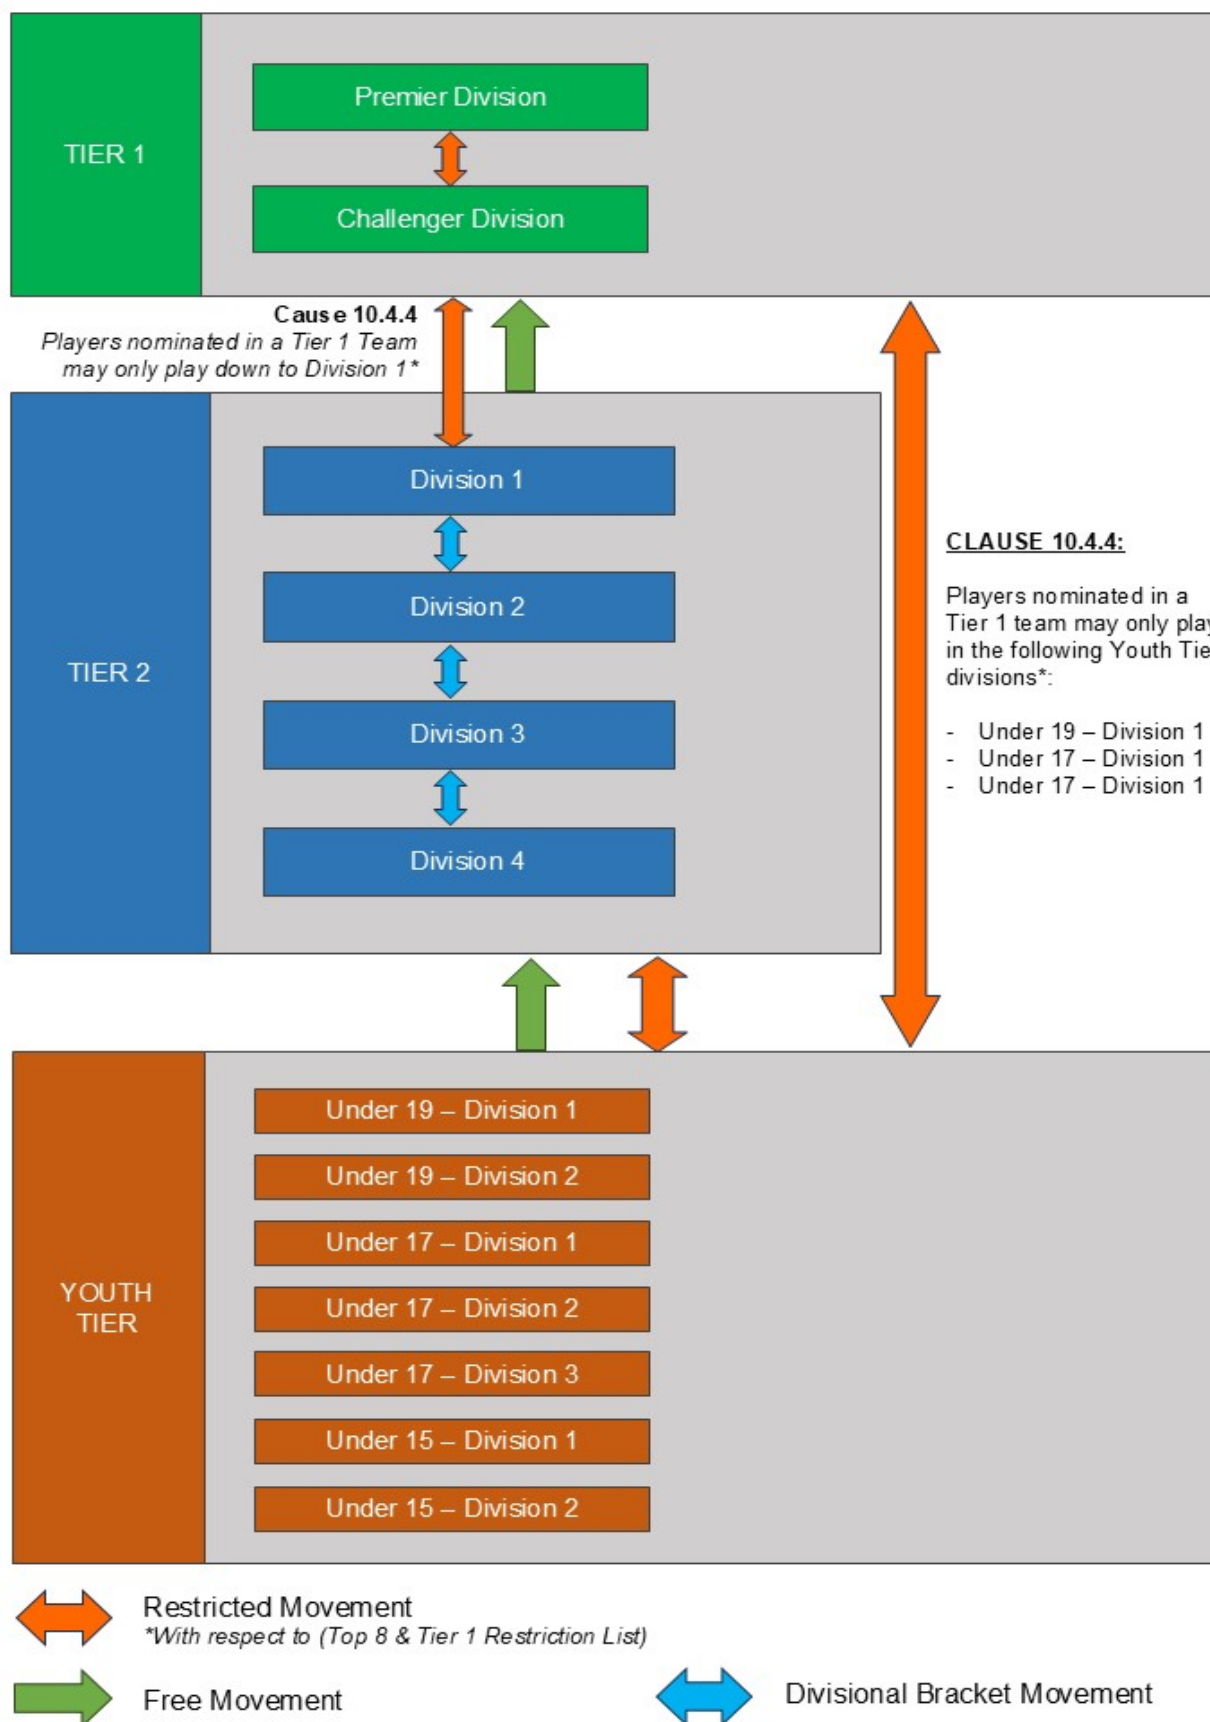 TIER 1
Premier Division
Challenger Division
Cause 10.4.4
Players nominated in a Tier 1 Team
may only play down to Division 1*
TIER 2
Division 1
Division 2
Division 3
Division 4
CLAUSE 10.4.4:
Players nominated in a
Tier 1 team may only play
in the following Youth Tie
divisions*:
- Under 19 – Division 1
- Under 17 – Division 1
- Under 17 – Division 1
YOUTH
TIER
Under 19 – Division 1
Under 19 – Division 2
Under 17 – Division 1
Under 17 – Division 2
Under 17 – Division 3
Under 15 – Division 1
Under 15 – Division 2
Restricted Movement
*With respect to (Top 8 & Tier 1 Restriction List)
Free Movement
Divisional Bracket Movement